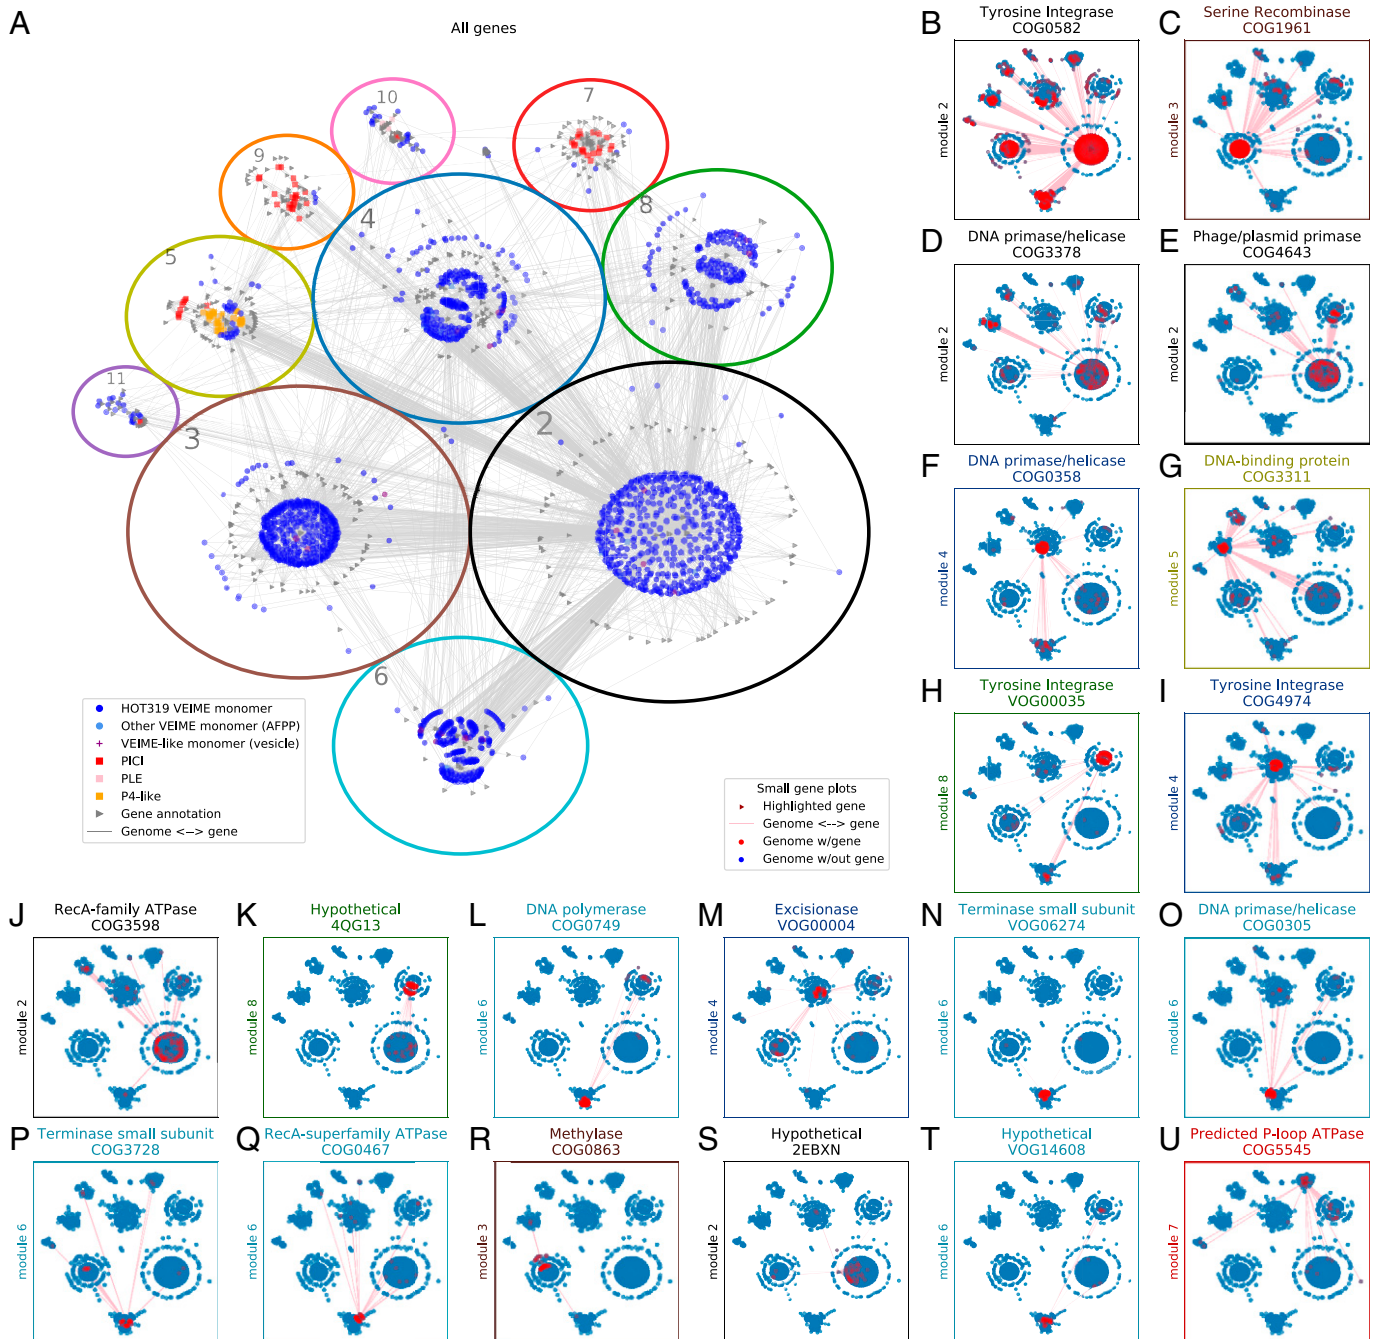 A
All genes
10
7
9
4
8
5
11
3
2
6
HOT319 VEIME monomer
Other VEIME monomer (AFPP)
VEIME-like monomer (vesicle)
PICI
PLE
P4-like
Gene annotation
Genome <--> gene
Small gene plots
Highlighted gene
Genome <--> gene
Genome w/gene
Genome w/out gene
B
Tyrosine Integrase
COG0582
module 2
C
Serine Recombinase
COG1961
module 3
D
DNA primase/helicase
COG3378
module 2
E
Phage/plasmid primase
COG4643
module 2
F
DNA primase/helicase
COG0358
module 4
G
DNA-binding protein
COG3311
module 5
H
Tyrosine Integrase
VOG00035
module 8
I
Tyrosine Integrase
COG4974
module 4
J
RecA-family ATPase
COG3598
module 2
K
Hypothetical
4QG13
module 8
L
DNA polymerase
COG0749
module 6
M
Excisionase
VOG00004
module 4
N
Terminase small subunit
VOG06274
module 6
O
DNA primase/helicase
COG0305
module 6
P
Terminase small subunit
COG3728
module 6
Q
RecA-superfamily ATPase
COG0467
module 6
R
Methylase
COG0863
module 3
S
Hypothetical
2EBXN
module 2
T
Hypothetical
VOG14608
module 6
U
Predicted P-loop ATPase
COG5545
module 7